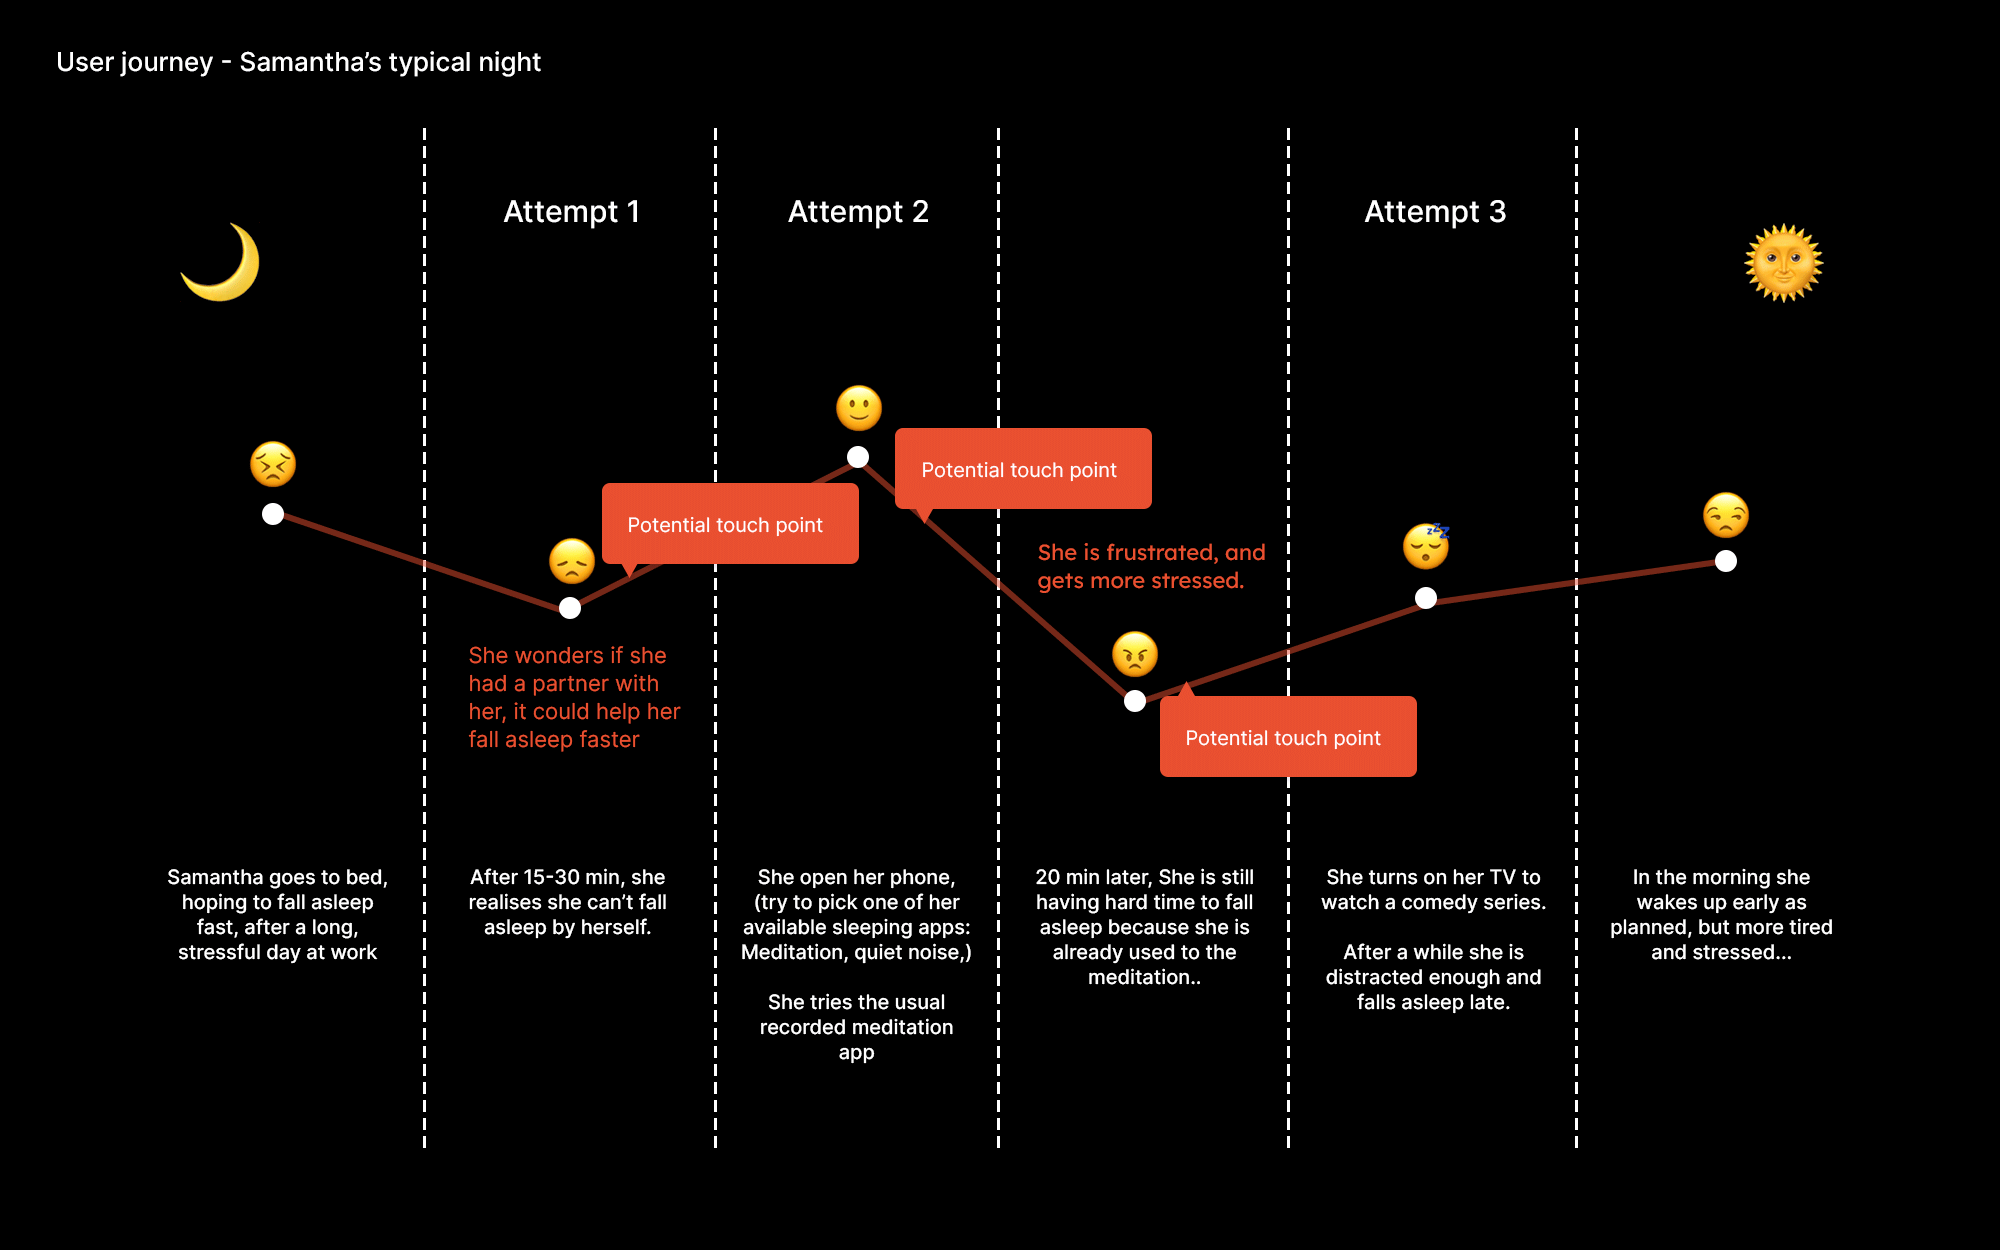 User journey - Samantha's typical night
Attempt 1
Attempt 2
Attempt 3
Potential touch point
Potential touch point
She is frustrated, and
gets more stressed.
She wonders if she
had a partner with
her, it could help her
fall asleep faster
Potential touch point
Samantha goes to bed,
hoping to fall asleep
fast, after a long,
stressful day at work
After 15-30 min, she
realises she can't fall
asleep by herself.
She open her phone,
(try to pick one of her
available sleeping apps:
Meditation, quiet noise,)
She tries the usual
recorded meditation
app
20 min later, She is still
having hard time to fall
asleep because she is
already used to the
meditation..
She turns on her TV to
watch a comedy series.
After a while she is
distracted enough and
falls asleep late.
In the morning she
wakes up early as
planned, but more tired
and stressed...